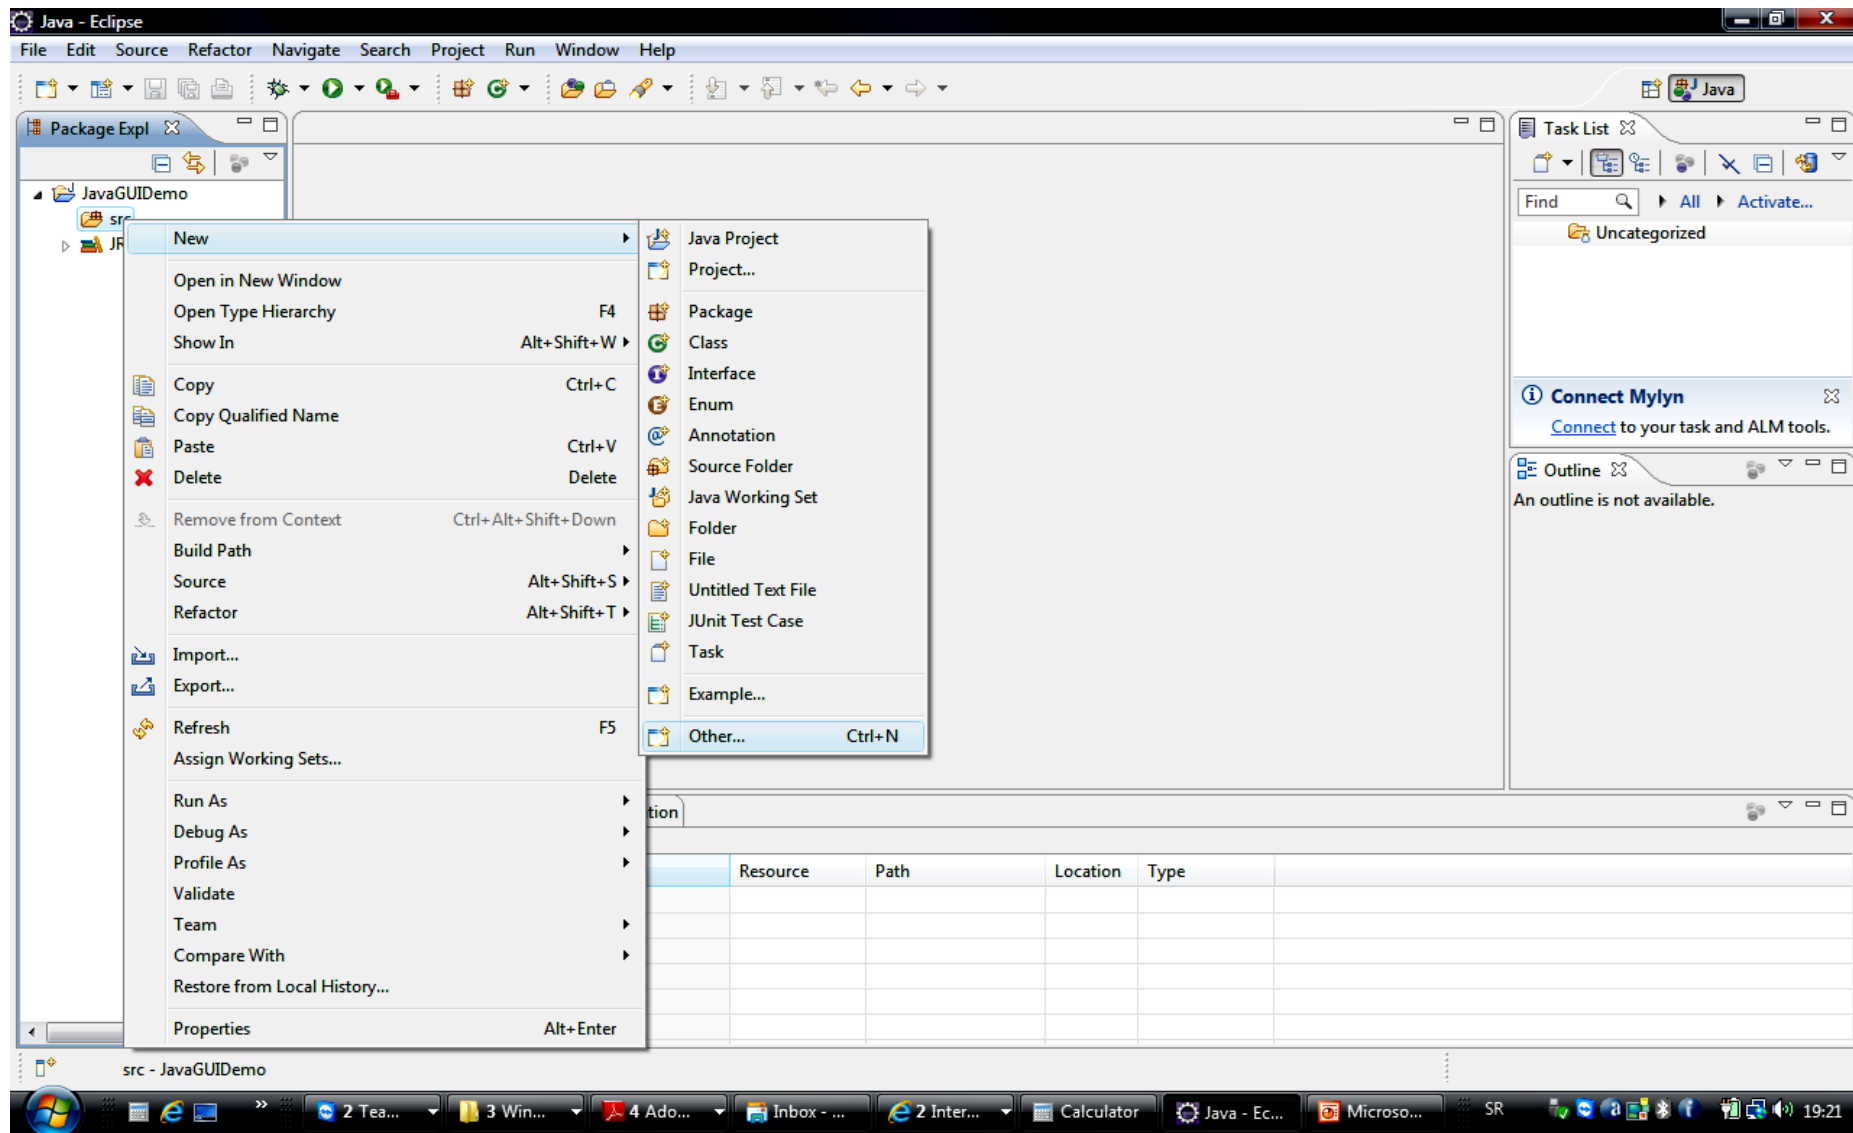 Java - Eclipse
File Edit Source Refactor Navigate Search Project Run Window Help
Java
Package Expl
JavaGUIDemo
src
New
Open in New Window
Open Type Hierarchy F4
Show In Alt+Shift+W
Copy Ctrl+C
Copy Qualified Name
Paste Ctrl+V
Delete Delete
Remove from Context Ctrl+Alt+Shift+Down
Build Path
Source Alt+Shift+S
Refactor Alt+Shift+T
Import...
Export...
Refresh F5
Assign Working Sets...
Run As
Debug As
Profile As
Validate
Team
Compare With
Restore from Local History...
Properties Alt+Enter
Java Project
Project...
Package
Class
Interface
Enum
Annotation
Source Folder
Java Working Set
Folder
File
Untitled Text File
JUnit Test Case
Task
Example...
Other... Ctrl+N
Task List
Find All Activate...
Uncategorized
Connect Mylyn
Connect to your task and ALM tools.
Outline
An outline is not available.
Resource Path Location Type
src - JavaGUIDemo
2 Tea... 3 Win... 4 Ado... Inbox - ... 2 Inter... Calculator Java - Ec... Microso... SR 19:21